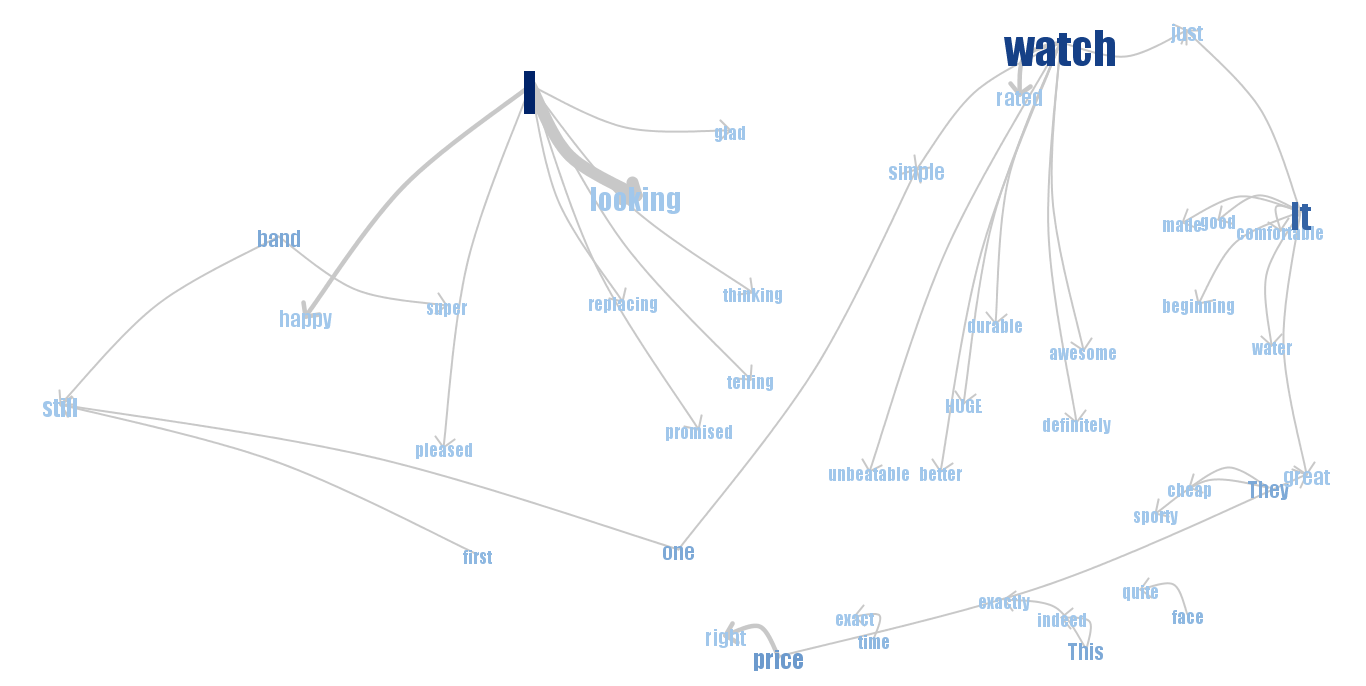 just
watch
I
rated
glad
simple
looking
It
made
good
comfortable
band
thinking
replacing
super
beginning
happy
durable
water
awesome
teffing
still
HUGE
definitely
promised
pleased
unbeatable
better
great
cheap
They
sporty
one
first
quite
exactly
face
exact
indeed
right
time
This
price